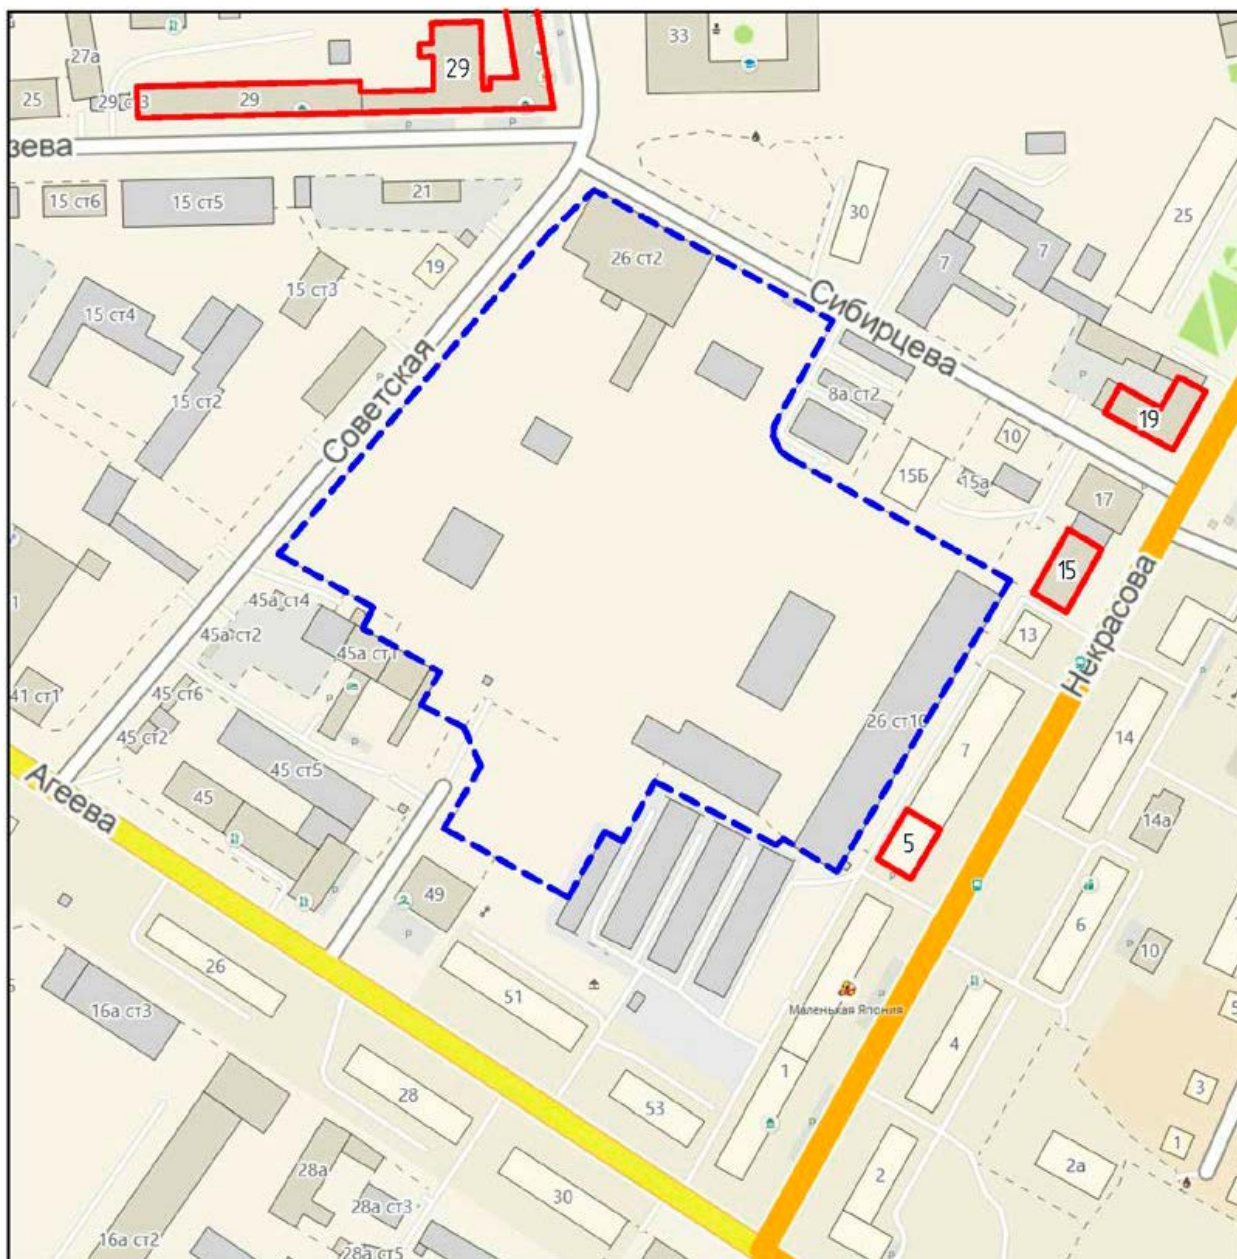 27а
33
29
25
29 ст3
29
зева
15 ст6
15 ст5
21
30
25
26 ст2
7
7
19
15 ст3
15 ст4
Сибирцева
15 ст2
Советская
8а ст2
19
10
15Б
15а
17
15
45а ст4
45а ст2
45а ст1
13
Некрасова
41 ст1
45 ст6
45 ст2
45 ст5
26 ст10
7
14
Агеева
45
14а
5
49
6
26
10
16а ст3
51
Маленькая Япония
4
28
53
1
3
1
28а
2
2а
30
28а ст3
16а ст2
28а ст5